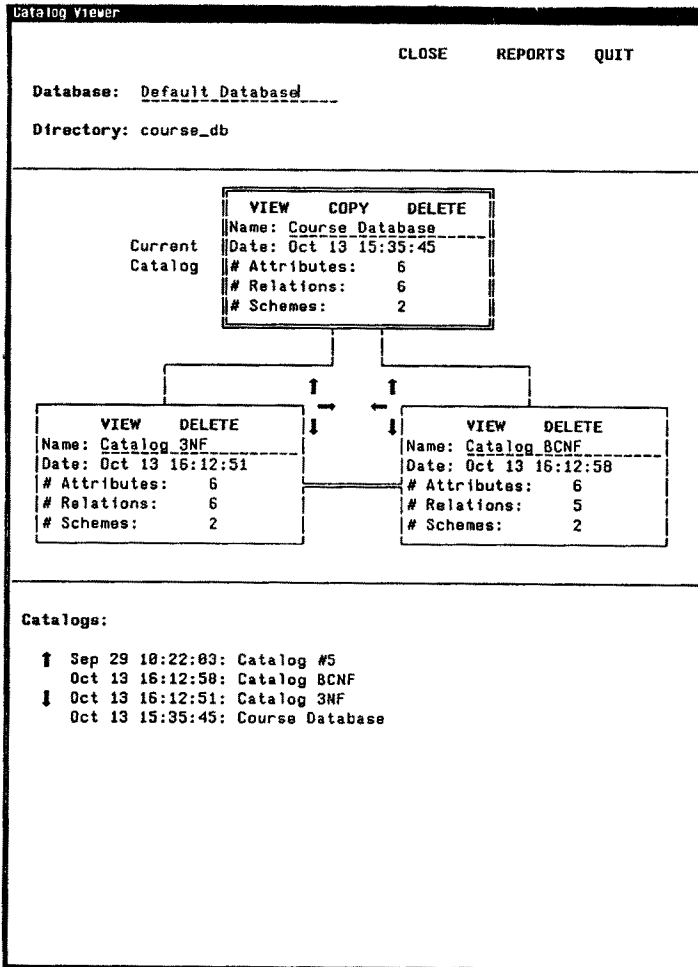 Catalog Viewer
CLOSE REPORTS QUIT
Database: Default Database
Directory: course_db
VIEW COPY DELETE
Name: Course Database
Current
Catalog
Date: Oct 13 15:35:45
# Attributes: 6
# Relations: 6
# Schemes: 2
VIEW DELETE
Name: Catalog 3NF
Date: Oct 13 16:12:51
# Attributes: 6
# Relations: 6
# Schemes: 2
VIEW DELETE
Name: Catalog BCNF
Date: Oct 13 16:12:58
# Attributes: 6
# Relations: 5
# Schemes: 2
Catalogs:
↑ Sep 29 10:22:03: Catalog #5
Oct 13 16:12:58: Catalog BCNF
↓ Oct 13 16:12:51: Catalog 3NF
Oct 13 15:35:45: Course Database